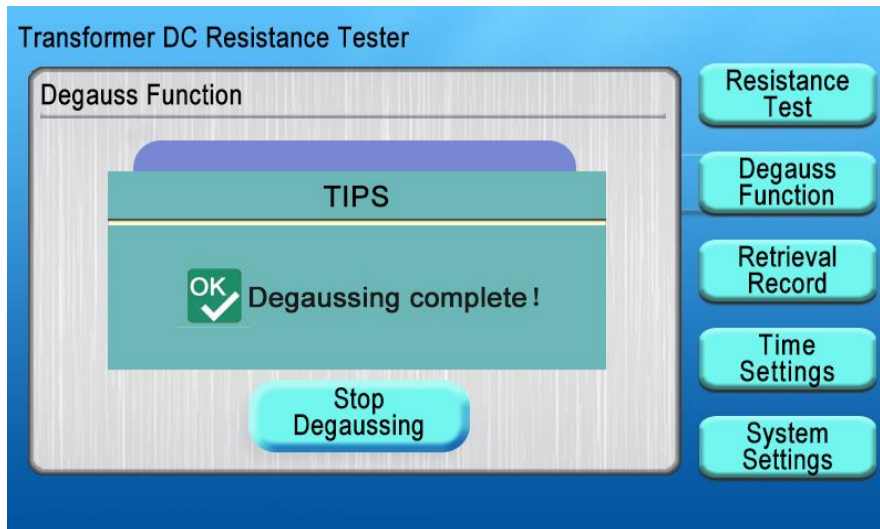 Transformer DC Resistance Tester
Degauss Function
TIPS
OK
Degaussing complete!
Stop
Degaussing
Resistance
Test
Degauss
Function
Retrieval
Record
Time
Settings
System
Settings